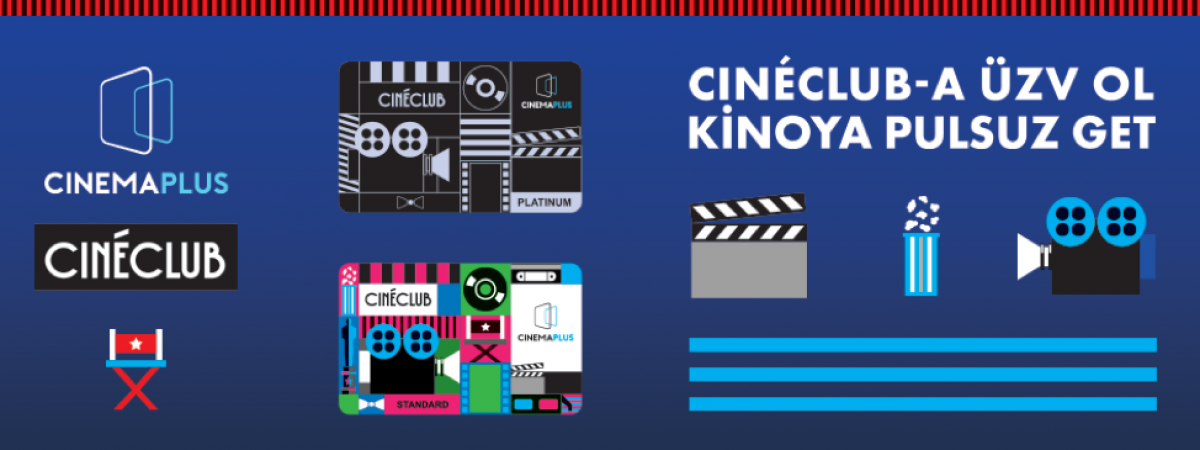 CINEMAPLUS
CINÉCLUB
CINÉCLUB
CINEMAPLUS
PLATINUM
CINÉCLUB
CINEMAPLUS
STANDARD
CINÉCLUB-A ÜZV OL
KİNOYA PULSUZ GET